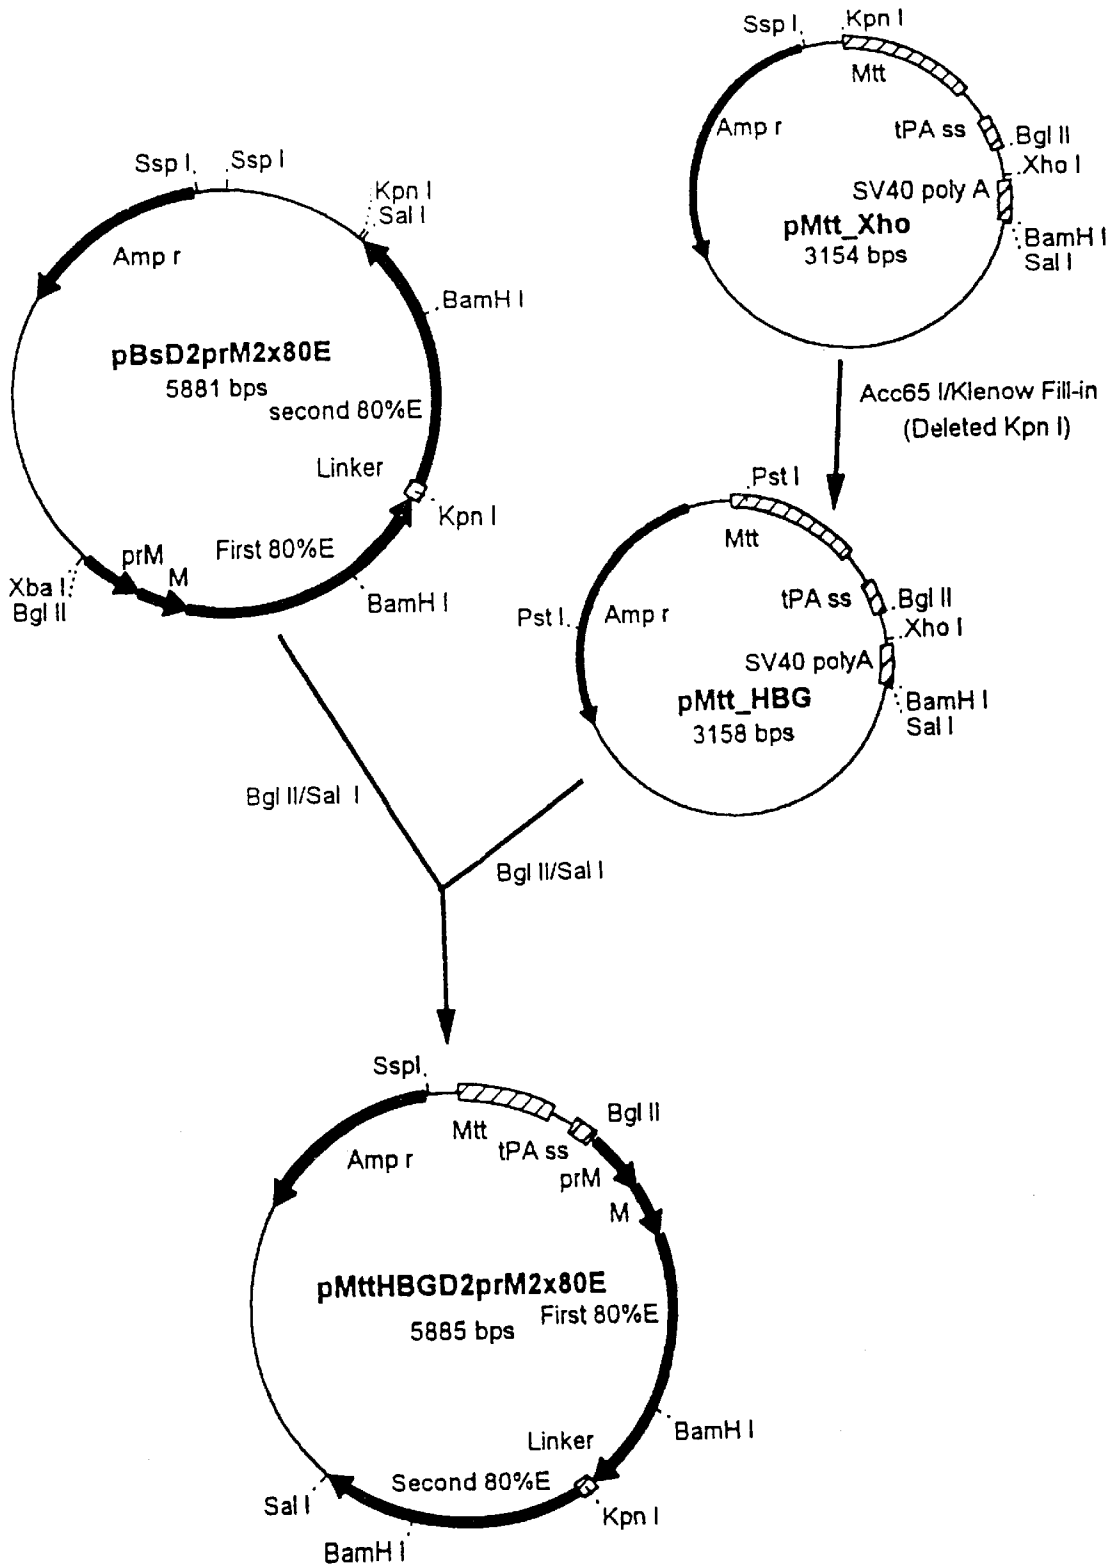 Ssp I
Kpn I
Mtt
Amp r
tPA ss
Bgl II
Xho I
SV40 poly A
pMtt_Xho
3154 bps
BamH I
Sal I
Ssp I
Ssp I
Kpn I
Sal I
Amp r
BamH I
pBsD2prM2x80E
5881 bps
second 80%E
Linker
Kpn I
First 80%E
prM
M
Xba I
Bgl II
BamH I
Acc65 I/Klenow Fill-in
(Deleted Kpn I)
Pst I
Mtt
Pst I
Amp r
tPA ss
Bgl II
Xho I
SV40 polyA
pMtt_HBG
3158 bps
BamH I
Sal I
Bgl II/Sal I
Bgl II/Sal I
SspI
Mtt
Bgl II
tPA ss
Amp r
prM
M
pMttHBGD2prM2x80E
First 80%E
5885 bps
BamH I
Linker
Second 80%E
Sal I
Kpn I
BamH I